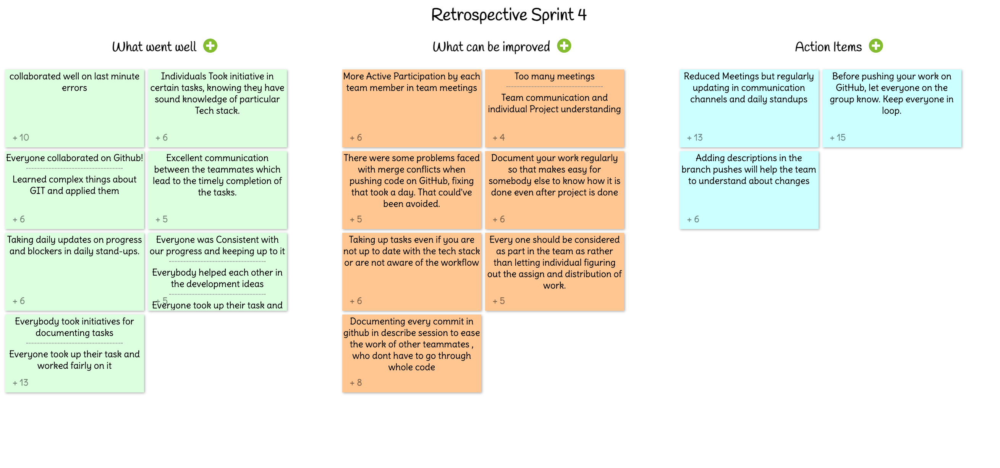 Retrospective Sprint 4
What went well
collaborated well on last minute
errors
+ 10
Individuals Took initiative in
certain tasks, knowing they have
sound knowledge of particular
Tech stack.
+ 6
Everyone collaborated on Github!
Learned complex things about
GIT and applied them
+ 6
Excellent communication
between the teammates which
lead to the timely completion of
the tasks.
+ 5
Taking daily updates on progress
and blockers in daily stand-ups.
+ 6
Everyone was Consistent with
our progress and keeping up to it
Everybody helped each other in
the development ideas
Everyone took up their task and
+ 5
Everybody took initiatives for
documenting tasks
Everyone took up their task and
worked fairly on it
+ 13
What can be improved
More Active Participation by each
team member in team meetings
+ 6
Too many meetings
Team communication and
individual Project understanding
+ 4
There were some problems faced
with merge conflicts when
pushing code on GitHub, fixing
that took a day. That could've
been avoided.
+ 5
Document your work regularly
so that makes easy for
somebody else to know how it is
done even after project is done
+ 6
Taking up tasks even if you are
not up to date with the tech stack
or are not aware of the workflow
+ 6
Every one should be considered
as part in the team as rather
than letting individual figuring
out the assign and distribution of
work.
+ 5
Documenting every commit in
github in describe session to ease
the work of other teammates ,
who dont have to go through
whole code
+ 8
Action Items
Reduced Meetings but regularly
updating in communication
channels and daily standups
+ 13
Before pushing your work on
GitHub, let everyone on the
group know. Keep everyone in
loop.
+ 15
Adding descriptions in the
branch pushes will help the team
to understand about changes
+ 6